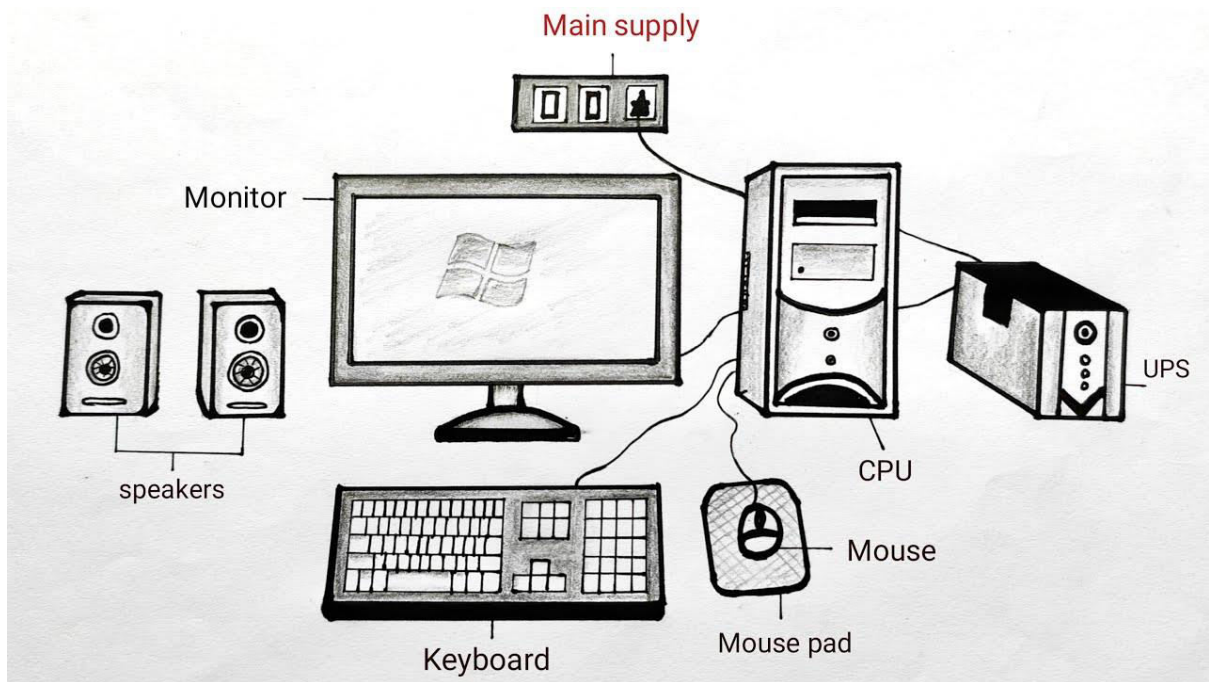 Main supply
Monitor
UPS
CPU
speakers
Mouse
Mouse pad
Keyboard